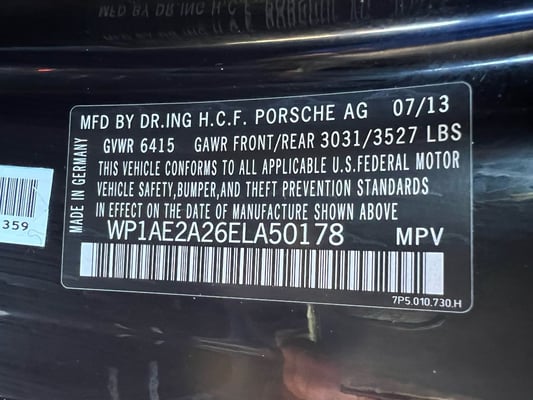 MFD BY DR.ING H.C.F. PORSCHE AG 07/13
GVWR 6415 GAWR FRONT/REAR 3031/3527 LBS
THIS VEHICLE CONFORMS TO ALL APPLICABLE U.S.FEDERAL MOTOR
VEHICLE SAFETY,BUMPER,AND THEFT PREVENTION STANDARDS
IN EFFECT ON THE DATE OF MANUFACTURE SHOWN ABOVE
WP1AE2A26ELA50178 MPV
7P5.010.730.H
MADE IN GERMANY
359